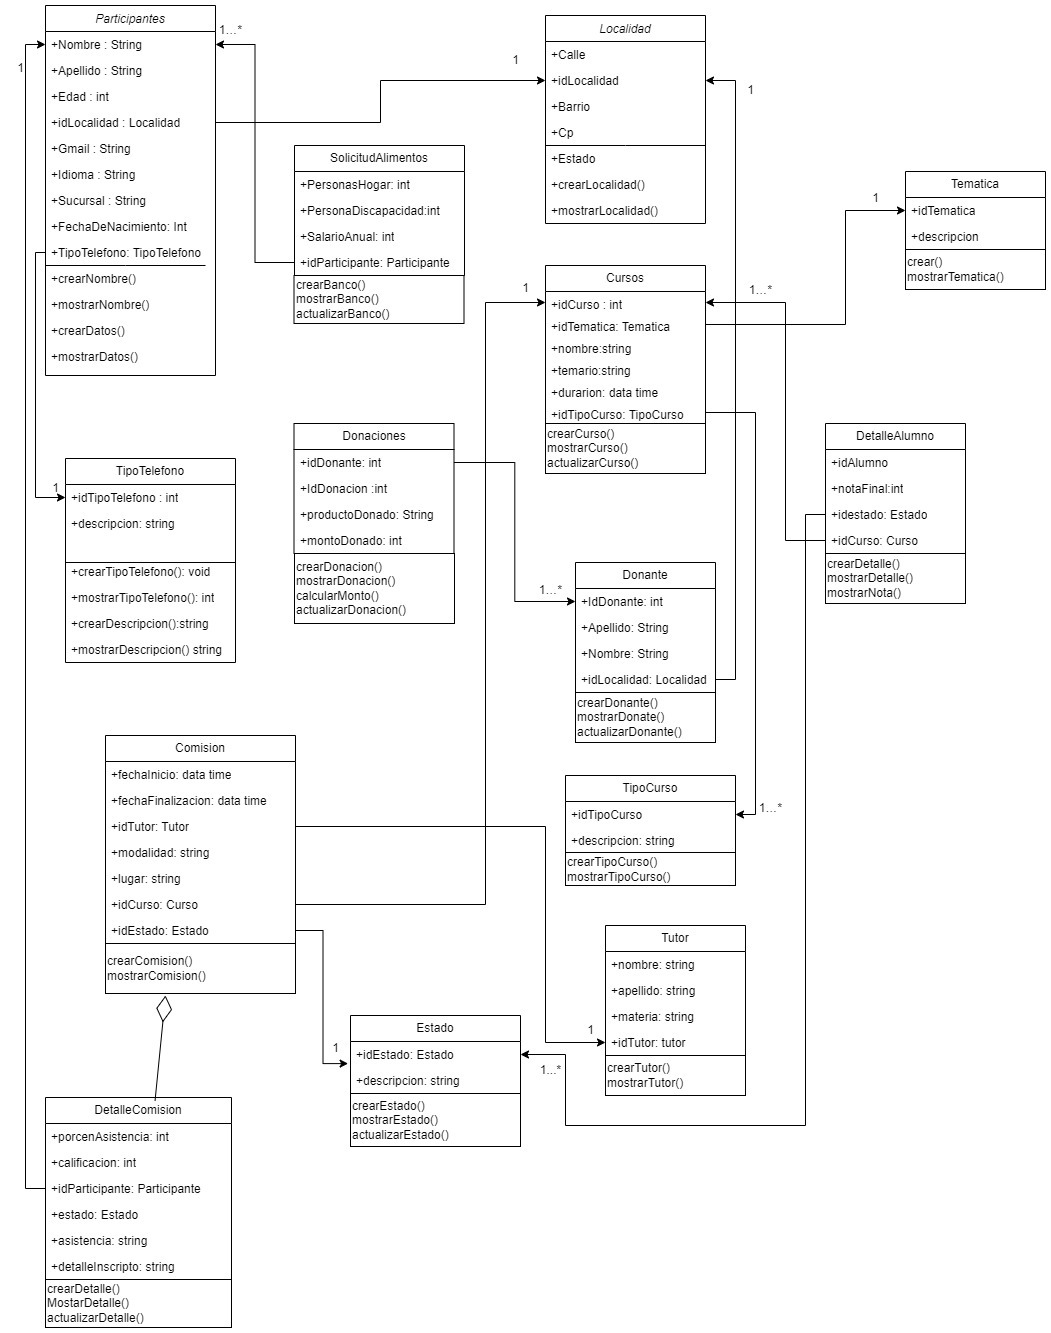 Participantes
+Nombre : String
+Apellido : String
+Edad : int
+idLocalidad : Localidad
+Gmail : String
+Idioma : String
+Sucursal : String
+FechaDeNacimiento: Int
+TipoTelefono: TipoTelefono
+crearNombre()
+mostrarNombre()
+crearDatos()
+mostrarDatos()
1
1...*
SolicitudAlimentos
+PersonasHogar: int
+PersonaDiscapacidad:int
+SalarioAnual: int
+idParticipante: Participante
crearBanco()
mostrarBanco()
actualizarBanco()
1
Localidad
+Calle
+idLocalidad
+Barrio
+Cp
+Estado
+crearLocalidad()
+mostrarLocalidad()
1
1
Tematica
+idTematica
+descripcion
crear()
mostrarTematica()
1
Cursos
+idCurso : int
+idTematica: Tematica
+nombre:string
+temario:string
+durarion: data time
+idTipoCurso: TipoCurso
crearCurso()
mostrarCurso()
actualizarCurso()
1...*
1
TipoTelefono
+idTipoTelefono : int
+descripcion: string
+crearTipoTelefono(): void
+mostrarTipoTelefono(): int
+crearDescripcion():string
+mostrarDescripcion() string
Donaciones
+idDonante: int
+IdDonacion :int
+productoDonado: String
+montoDonado: int
crearDonacion()
mostrarDonacion()
calcularMonto()
actualizarDonacion()
DetalleAlumno
+idAlumno
+notaFinal:int
+idestado: Estado
+idCurso: Curso
crearDetalle()
mostrarDetalle()
mostrarNota()
1...*
Donante
+IdDonante: int
+Apellido: String
+Nombre: String
+idLocalidad: Localidad
crearDonante()
mostrarDonate()
actualizarDonante()
Comision
+fechaInicio: data time
+fechaFinalizacion: data time
+idTutor: Tutor
+modalidad: string
+lugar: string
+idCurso: Curso
+idEstado: Estado
crearComision()
mostrarComision()
TipoCurso
+idTipoCurso
+descripcion: string
crearTipoCurso()
mostrarTipoCurso()
1...*
Tutor
+nombre: string
+apellido: string
+materia: string
+idTutor: tutor
crearTutor()
mostrarTutor()
1
1
Estado
+idEstado: Estado
+descripcion: string
crearEstado()
mostrarEstado()
actualizarEstado()
1...*
DetalleComision
+porcenAsistencia: int
+calificacion: int
+idParticipante: Participante
+estado: Estado
+asistencia: string
+detalleInscripto: string
crearDetalle()
MostarDetalle()
actualizarDetalle()